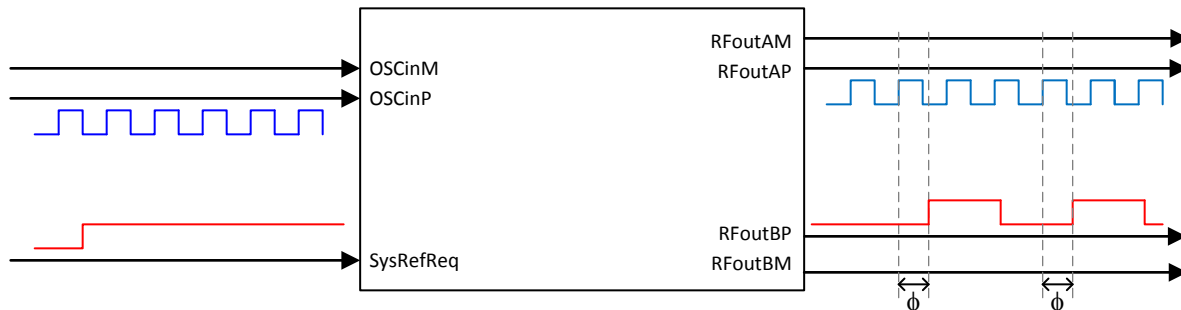 RFoutAM
OSCinM
RFoutAP
OSCinP
RFoutBP
SysRefReq
RFoutBM
ϕ ϕ